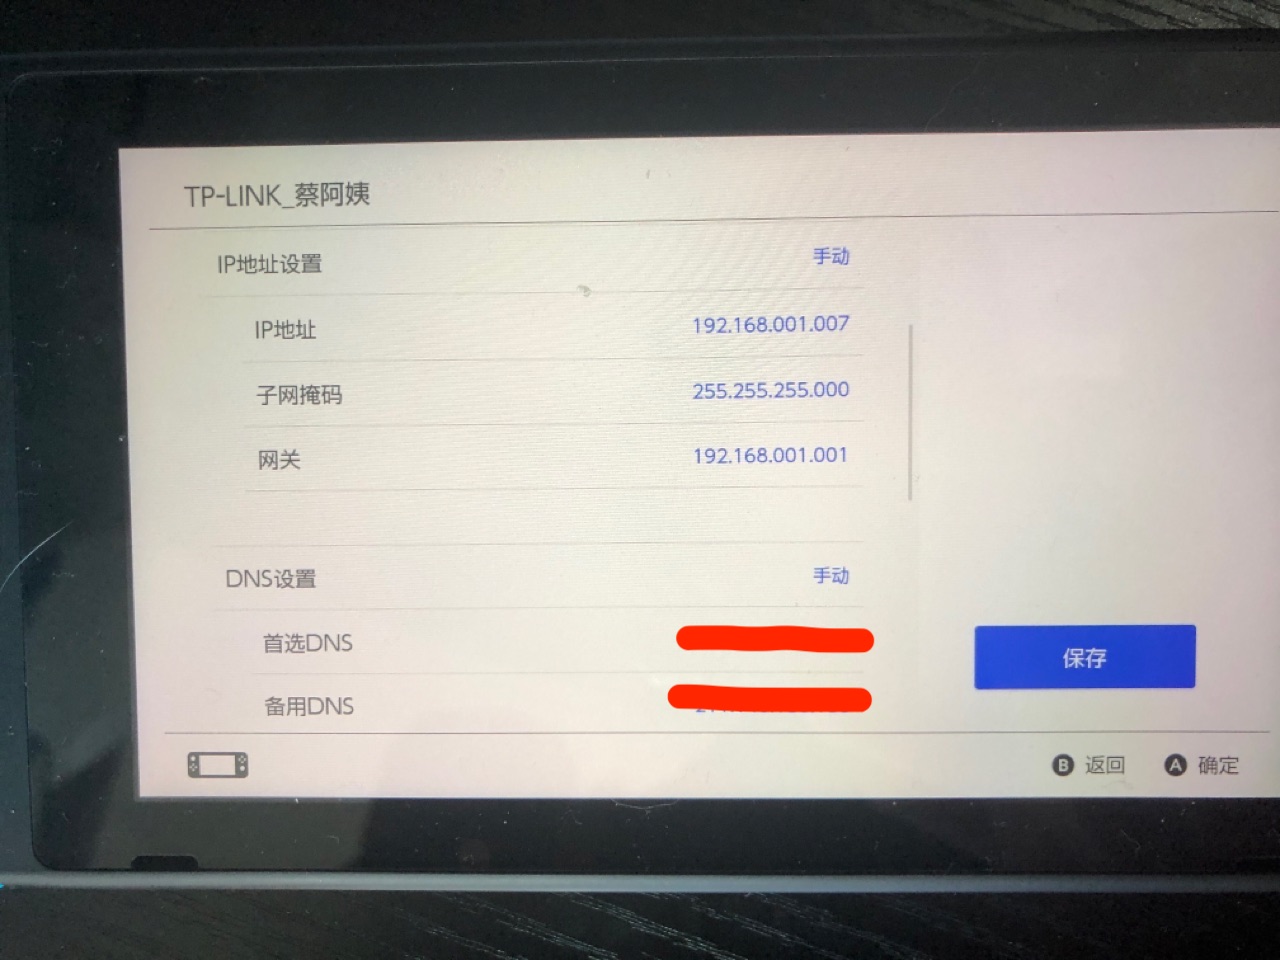 TP-LINK_蔡阿姨
IP地址设置 手动
IP地址 192.168.001.007
子网掩码 255.255.255.000
网关 192.168.001.001
DNS设置 手动
首选DNS
备用DNS
保存
B 返回 A 确定